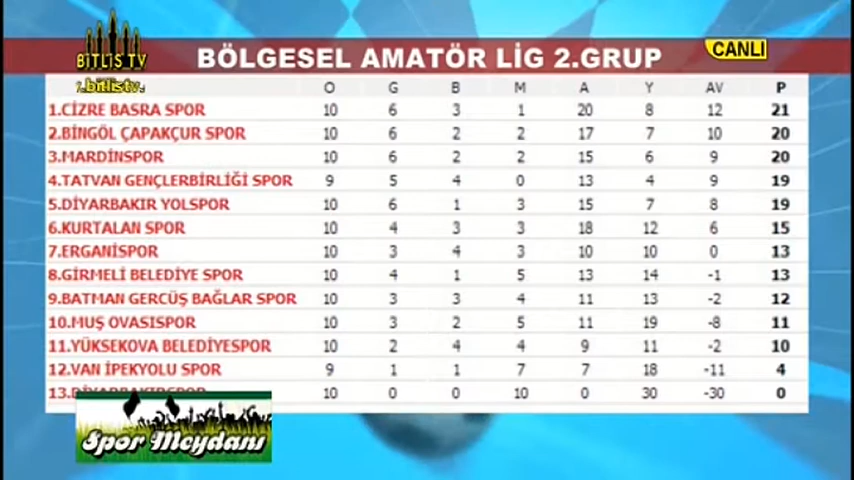 BİTLİS TV
.bitlistv.
BÖLGESEL AMATÖR LİG 2.GRUP
CANLI
O G B M A Y AV P
1.CİZRE BASRA SPOR 10 6 3 1 20 8 12 21
2.BİNGÖL ÇAPAKÇUR SPOR 10 6 2 2 17 7 10 20
3.MARDİNSPOR 10 6 2 2 15 6 9 20
4.TATVAN GENÇLERBİRLİĞİ SPOR 9 5 4 0 13 4 9 19
5.DİYARBAKIR YOLSPOR 10 6 1 3 15 7 8 19
6.KURTALAN SPOR 10 4 3 3 18 12 6 15
7.ERGANİSPOR 10 3 4 3 10 10 0 13
8.GİRMELİ BELEDİYE SPOR 10 4 1 5 13 14 -1 13
9.BATMAN GERCÜŞ BAĞLAR SPOR 10 3 3 4 11 13 -2 12
10.MUŞ OVASISPOR 10 3 2 5 11 19 -8 11
11.YÜKSEKOVA BELEDİYESPOR 10 2 4 4 9 11 -2 10
12.VAN İPEKYOLU SPOR 9 1 1 7 7 18 -11 4
13.DİYARBAKIRSPOR 10 0 0 10 0 30 -30 0
Spor Meydanı